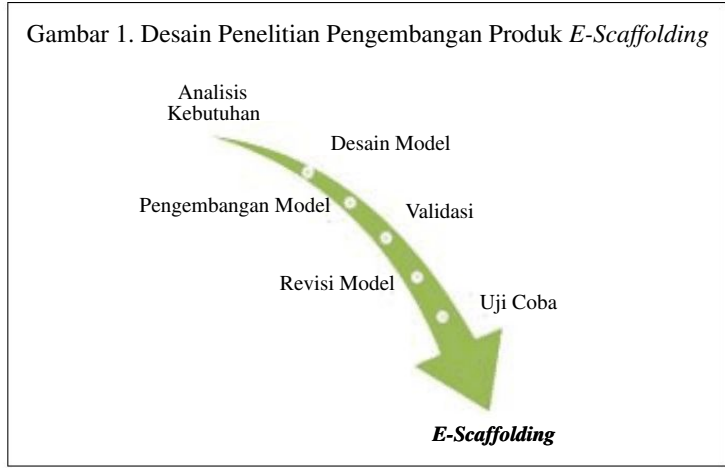 Gambar 1. Desain Penelitian Pengembangan Produk E-Scaffolding
Analisis
Kebutuhan
Desain Model
Pengembangan Model
Validasi
Revisi Model
Uji Coba
E-Scaffolding